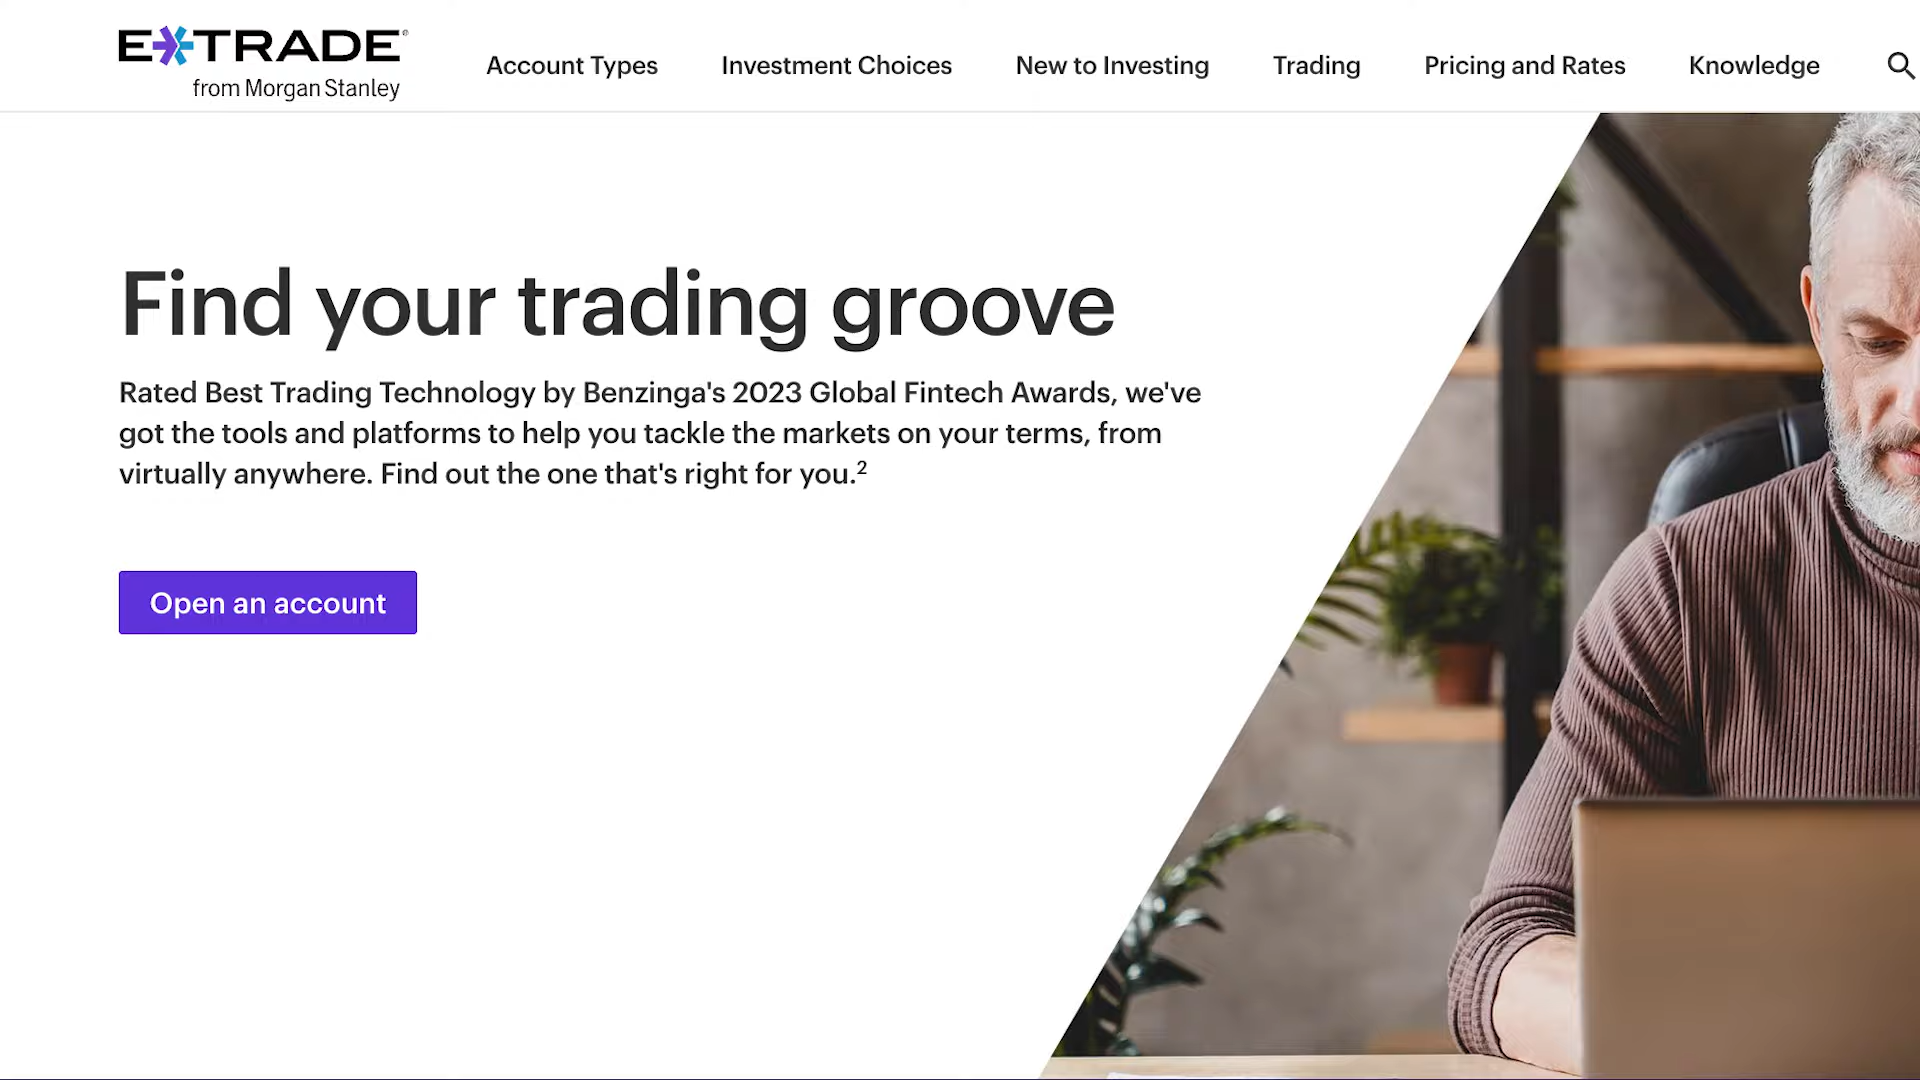 E*TRADE®
from Morgan Stanley
Account Types
Investment Choices
New to Investing
Trading
Pricing and Rates
Knowledge
Find your trading groove
Rated Best Trading Technology by Benzinga's 2023 Global Fintech Awards, we've
got the tools and platforms to help you tackle the markets on your terms, from
virtually anywhere. Find out the one that's right for you.²
Open an account